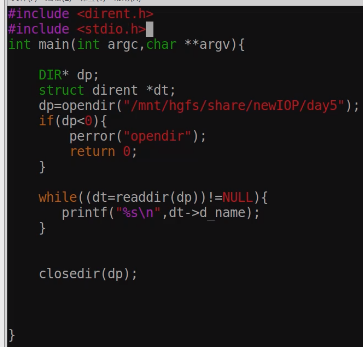 #include <dirent.h>
#include <stdio.h>
int main(int argc,char **argv){
    DIR* dp;
    struct dirent *dt;
    dp=opendir("/mnt/hgfs/share/newIOP/day5");
    if(dp<0){
        perror("opendir");
        return 0;
    }
    while((dt=readdir(dp))!=NULL){
       printf("%s\n",dt->d_name);
    }
    closedir(dp);
}